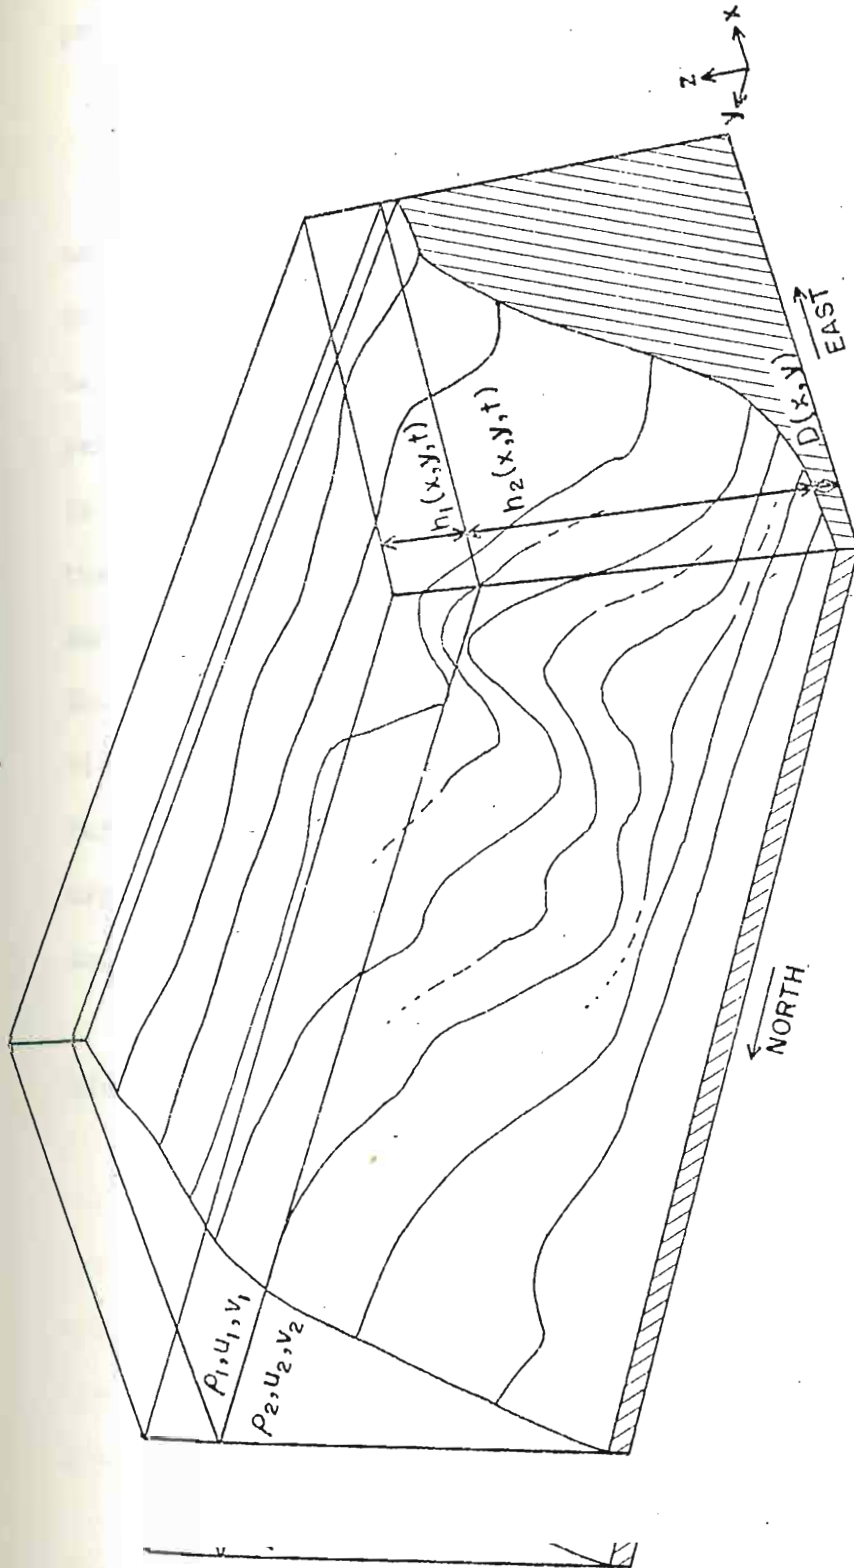 z
x
y
h₁(x,y,t)
h₂(x,y,t)
D(x,y)
EAST
NORTH
ρ₁,u₁,v₁
ρ₂,u₂,v₂